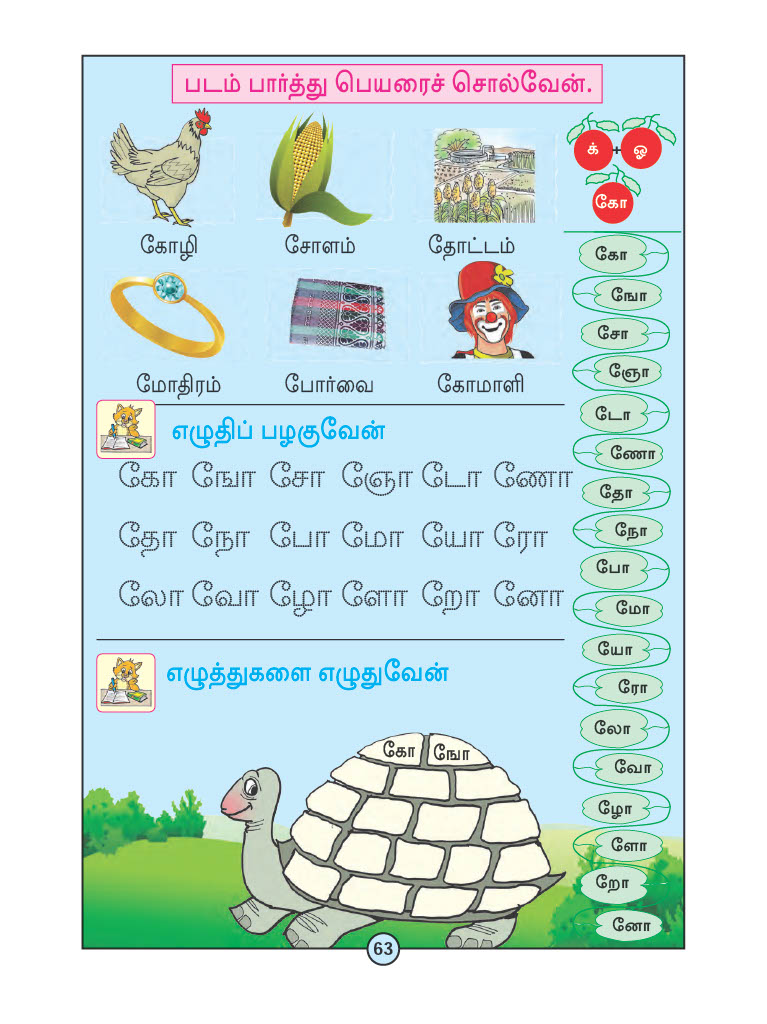 படம் பார்த்து பெயரைச் சொல்வேன்.
க் + ஓ
கோ
கோழி சோளம் தோட்டம்
மோதிரம் போர்வை கோமாளி
எழுதிப் பழகுவேன்
கோ ஙோ சோ ஞோ டோ ணோ
தோ நோ போ மோ யோ ரோ
லோ வோ ழோ ளோ றோ னோ
எழுத்துகளை எழுதுவேன்
கோ ஙோ
கோ
ஙோ
சோ
ஞோ
டோ
ணோ
தோ
நோ
போ
மோ
யோ
ரோ
லோ
வோ
ழோ
ளோ
றோ
னோ
63